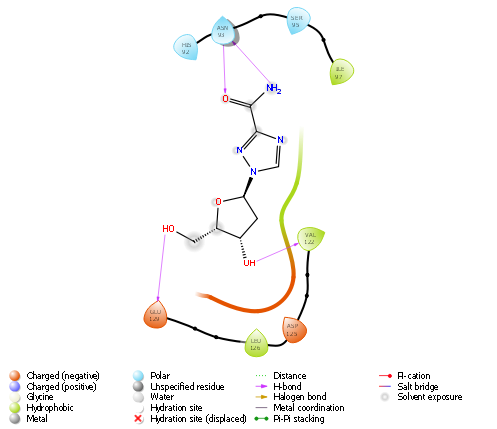 ASN
93
SER
95
HIS
92
ILE
97
NH2
O
N
N
N
O
HO
OH
VAL
122
GLU
129
ASP
125
LEU
126
Charged (negative)
Charged (positive)
Glycine
Hydrophobic
Metal
Polar
Unspecified residue
Water
Hydration site
Hydration site (displaced)
Distance
H-bond
Halogen bond
Metal coordination
Pi-Pi stacking
Pi-cation
Salt bridge
Solvent exposure